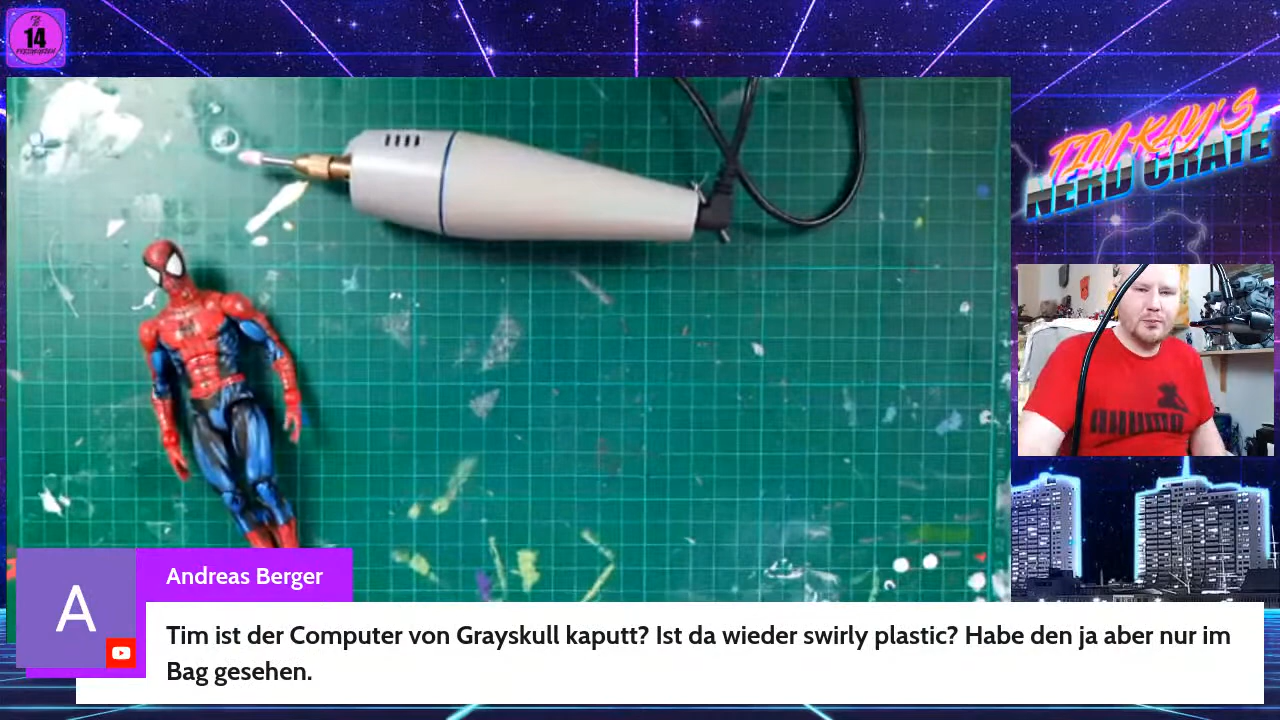 14
TIM KAY'S
NERD CRATE
Andreas Berger
A
Tim ist der Computer von Grayskull kaputt? Ist da wieder swirly plastic? Habe den ja aber nur im
Bag gesehen.